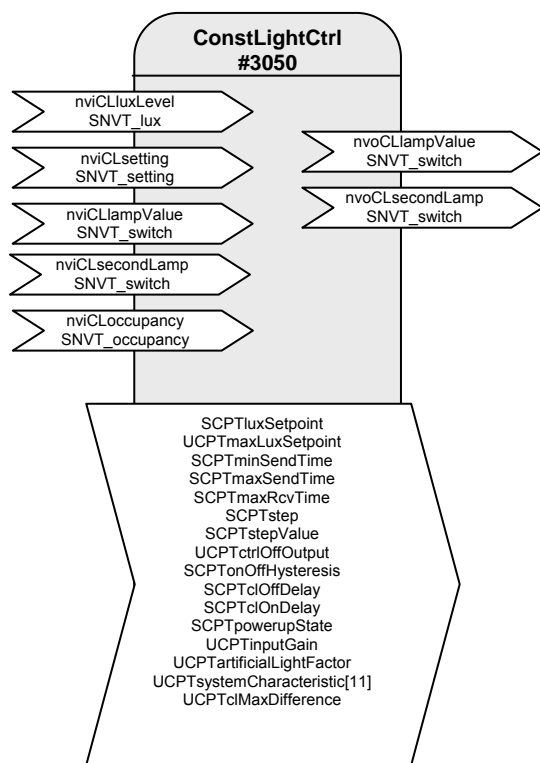 ConstLightCtrl
#3050
nviCLluxLevel
SNVT_lux
nviCLsetting
SNVT_setting
nviCLlampValue
SNVT_switch
nviCLsecondLamp
SNVT_switch
nviCLoccupancy
SNVT_occupancy
nvoCLlampValue
SNVT_switch
nvoCLsecondLamp
SNVT_switch
SCPTluxSetpoint
UCPTmaxLuxSetpoint
SCPTminSendTime
SCPTmaxSendTime
SCPTmaxRcvTime
SCPTstep
SCPTstepValue
UCPTctrlOffOutput
SCPTonOffHysteresis
SCPTclOffDelay
SCPTclOnDelay
SCPTpowerupState
UCPTinputGain
UCPTartificialLightFactor
UCPTsystemCharacteristic[11]
UCPTclMaxDifference